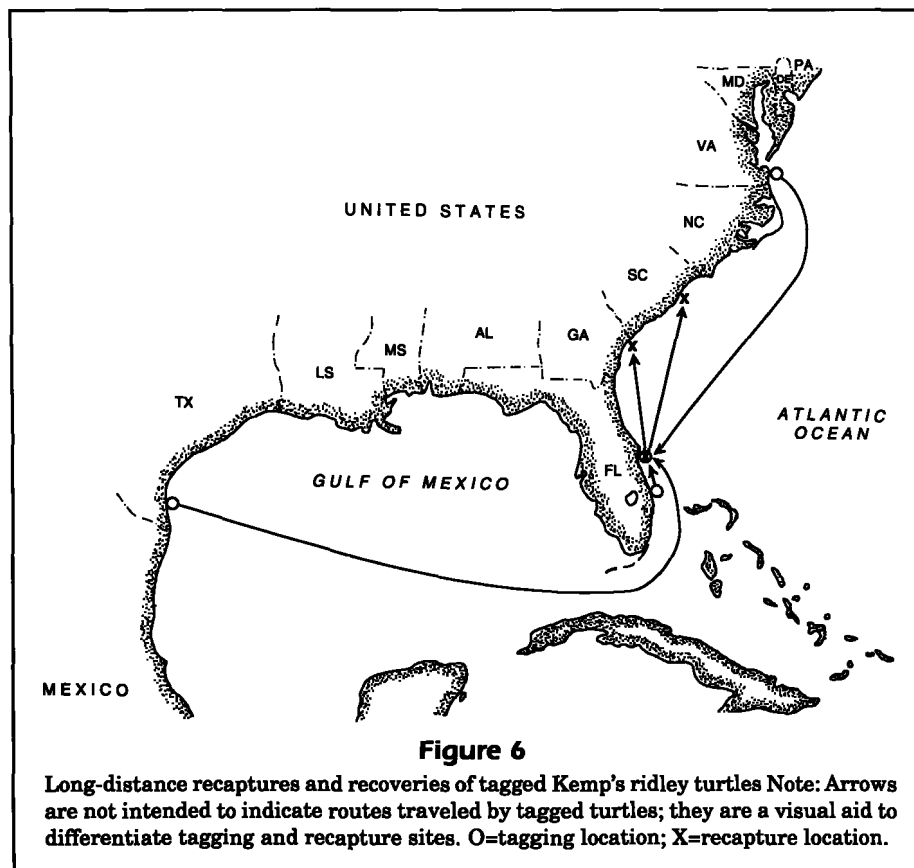 PA
MD
DE
VA
UNITED STATES
NC
SC
AL
GA
MS
LS
TX
ATLANTIC
OCEAN
FL
GULF OF MEXICO
MEXICO
X
X
Figure 6
Long-distance recaptures and recoveries of tagged Kemp's ridley turtles Note: Arrows
are not intended to indicate routes traveled by tagged turtles; they are a visual aid to
differentiate tagging and recapture sites. O=tagging location; X=recapture location.